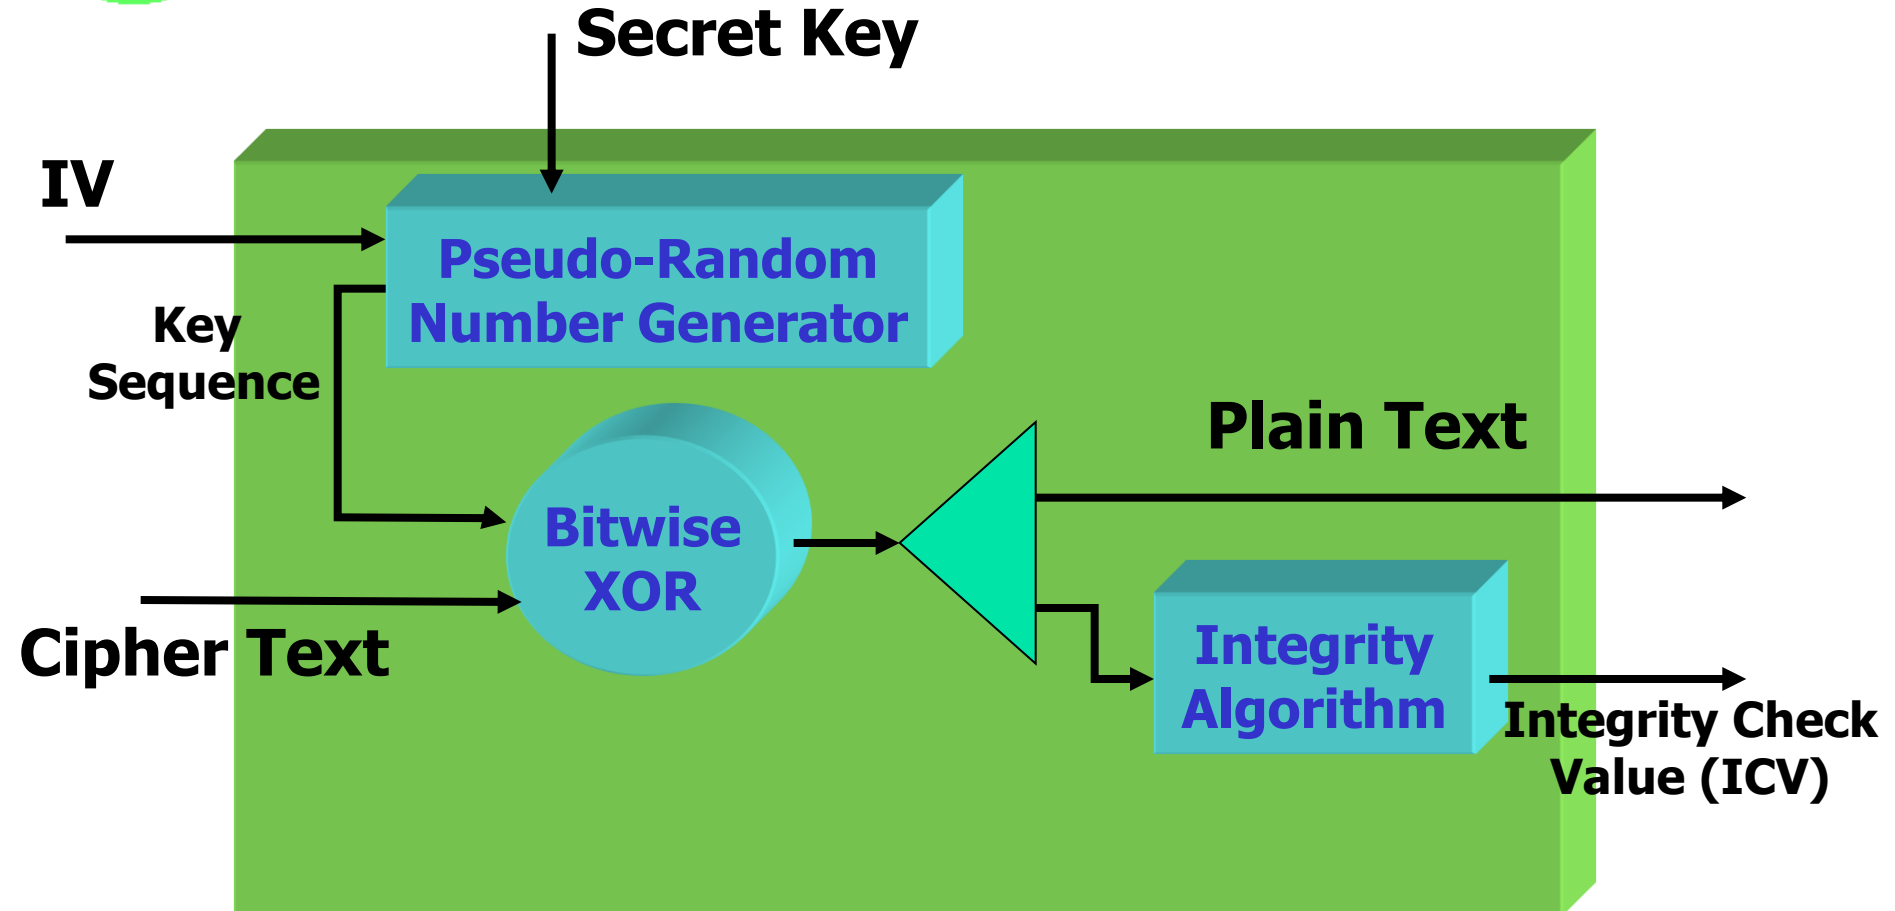 Secret Key
IV
Pseudo-Random
Number Generator
Key
Sequence
Plain Text
Bitwise
XOR
Cipher Text
Integrity
Algorithm
Integrity Check
Value (ICV)